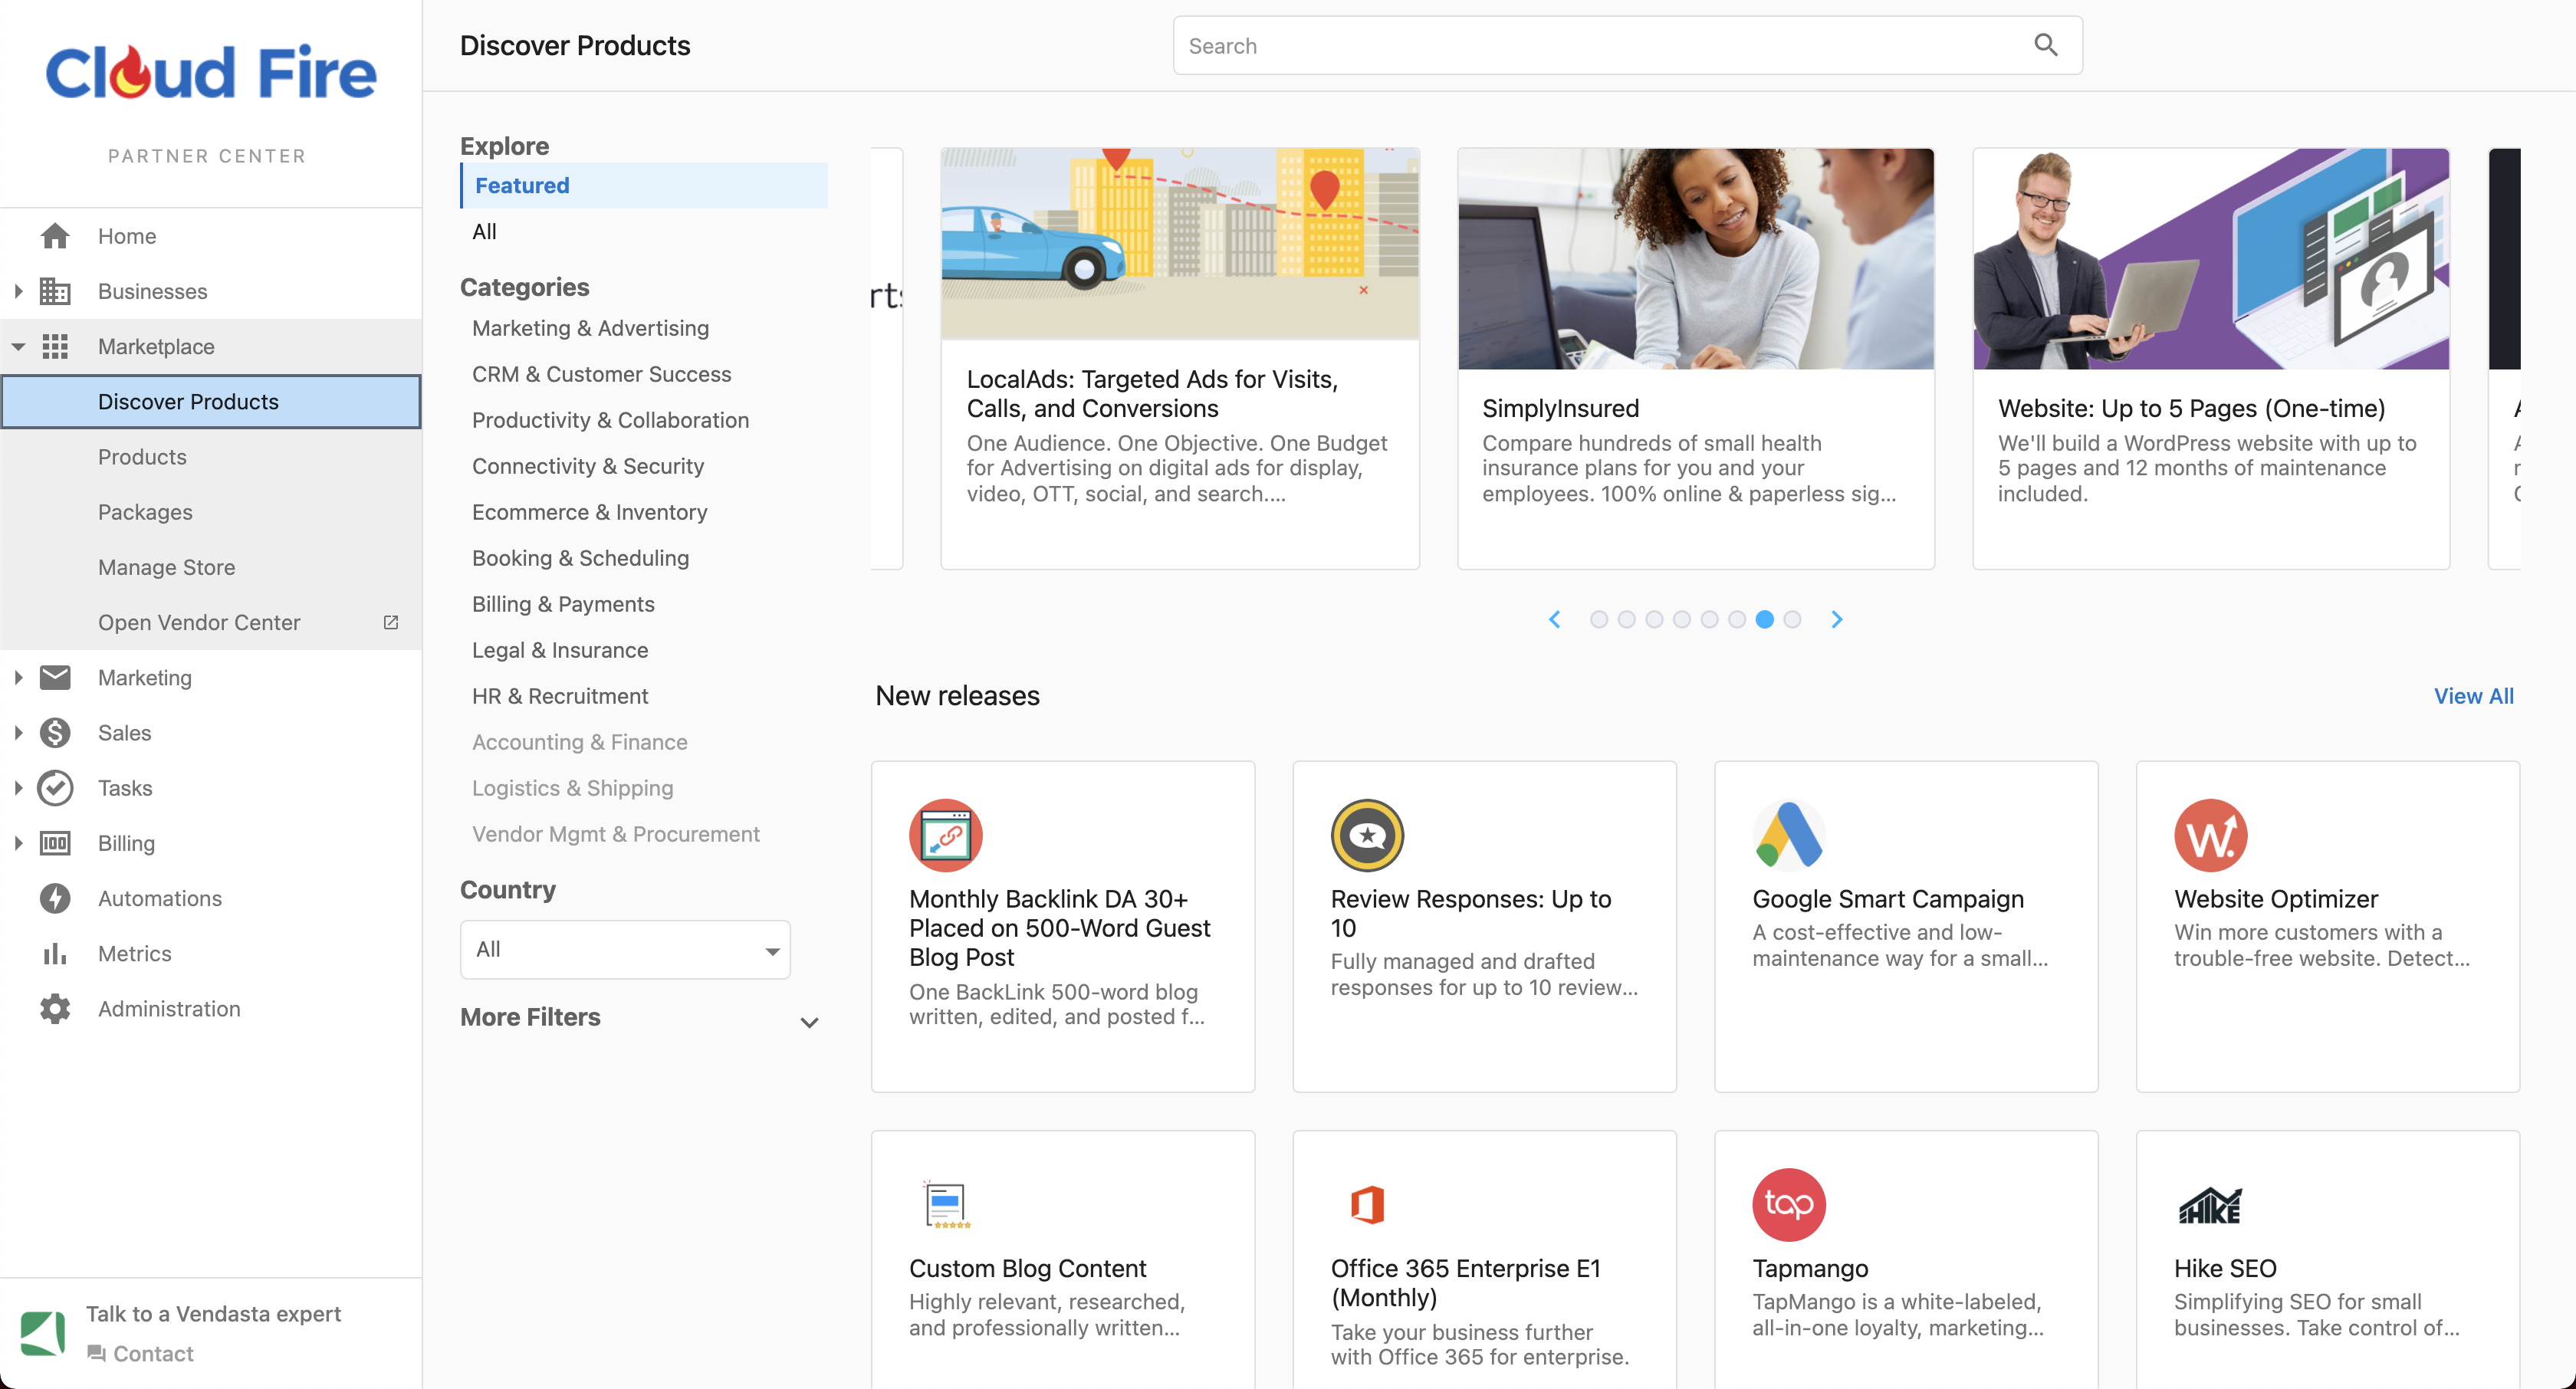 Cloud Fire
PARTNER CENTER
Home
Businesses
Marketplace
Discover Products
Products
Packages
Manage Store
Open Vendor Center
Marketing
Sales
Tasks
Billing
Automations
Metrics
Administration
Talk to a Vendasta expert
Contact
Discover Products
Search
Explore
Featured
All
Categories
Marketing & Advertising
CRM & Customer Success
Productivity & Collaboration
Connectivity & Security
Ecommerce & Inventory
Booking & Scheduling
Billing & Payments
Legal & Insurance
HR & Recruitment
Accounting & Finance
Logistics & Shipping
Vendor Mgmt & Procurement
Country
All
More Filters
LocalAds: Targeted Ads for Visits,
Calls, and Conversions
One Audience. One Objective. One Budget
for Advertising on digital ads for display,
video, OTT, social, and search....
SimplyInsured
Compare hundreds of small health
insurance plans for you and your
employees. 100% online & paperless sig...
Website: Up to 5 Pages (One-time)
We'll build a WordPress website with up to
5 pages and 12 months of maintenance
included.
New releases
View All
Monthly Backlink DA 30+
Placed on 500-Word Guest
Blog Post
One BackLink 500-word blog
written, edited, and posted f...
Review Responses: Up to
10
Fully managed and drafted
responses for up to 10 review...
Google Smart Campaign
A cost-effective and low-
maintenance way for a small...
W.
Website Optimizer
Win more customers with a
trouble-free website. Detect...
Custom Blog Content
Highly relevant, researched,
and professionally written...
Office 365 Enterprise E1
(Monthly)
Take your business further
with Office 365 for enterprise.
tap
Tapmango
TapMango is a white-labeled,
all-in-one loyalty, marketing...
HIKE
Hike SEO
Simplifying SEO for small
businesses. Take control of...